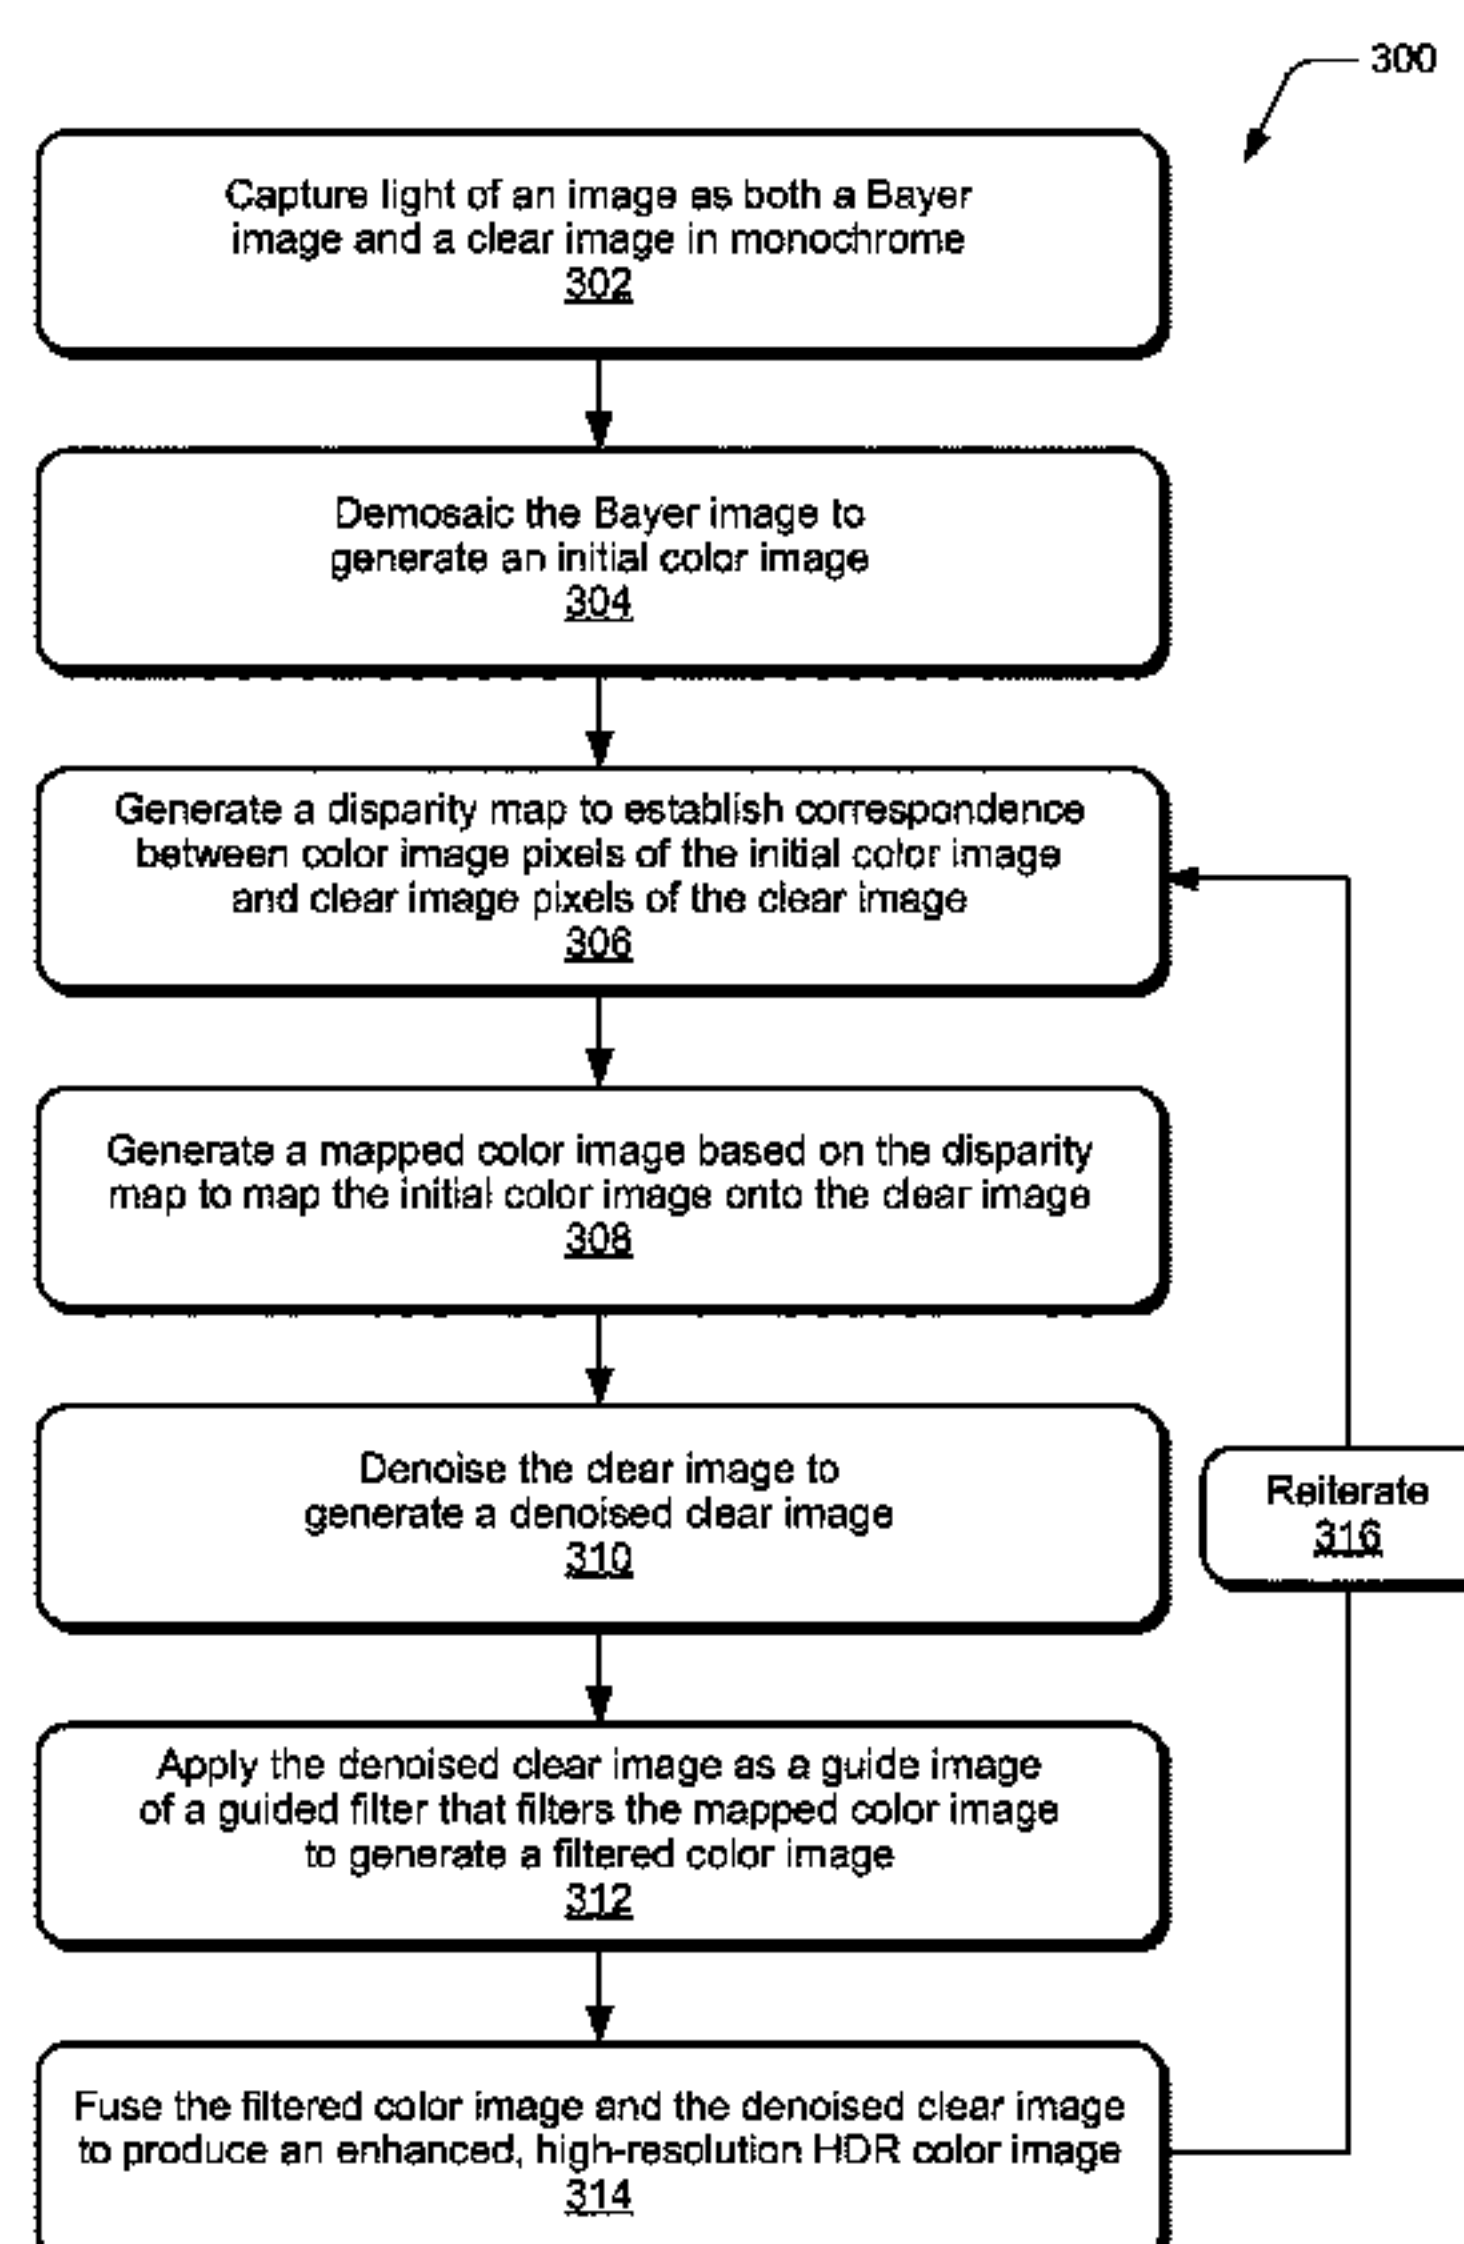 300
Capture light of an image as both a Bayer
image and a clear image in monochrome
302
Demosaic the Bayer image to
generate an initial color image
304
Generate a disparity map to establish correspondence
between color image pixels of the initial color image
and clear image pixels of the clear image
306
Generate a mapped color image based on the disparity
map to map the initial color image onto the clear image
308
Denoise the clear image to
generate a denoised clear image
310
Reiterate
316
Apply the denoised clear image as a guide image
of a guided filter that filters the mapped color image
to generate a filtered color image
312
Fuse the filtered color image and the denoised clear image
to produce an enhanced, high-resolution HDR color image
314